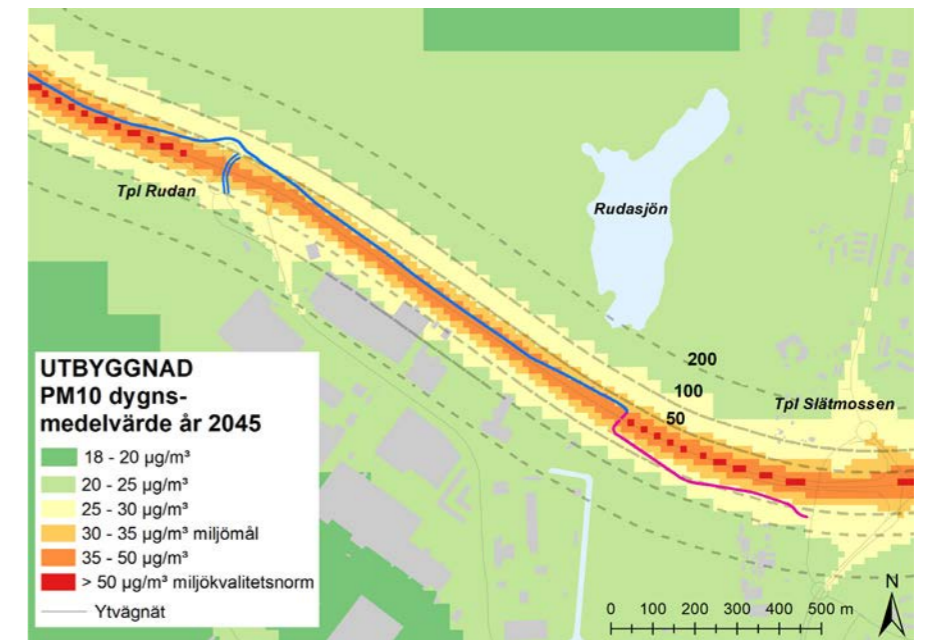 Tpl Rudan
Rudasjön
200
100
50
Tpl Slätmossen
UTBYGGNAD
PM10 dygns-
medelvärde år 2045
18 - 20 µg/m³
20 - 25 µg/m³
25 - 30 µg/m³
30 - 35 µg/m³ miljömål
35 - 50 µg/m³
> 50 µg/m³ miljökvalitetsnorm
Ytvägnät
0 100 200 300 400 500 m
N